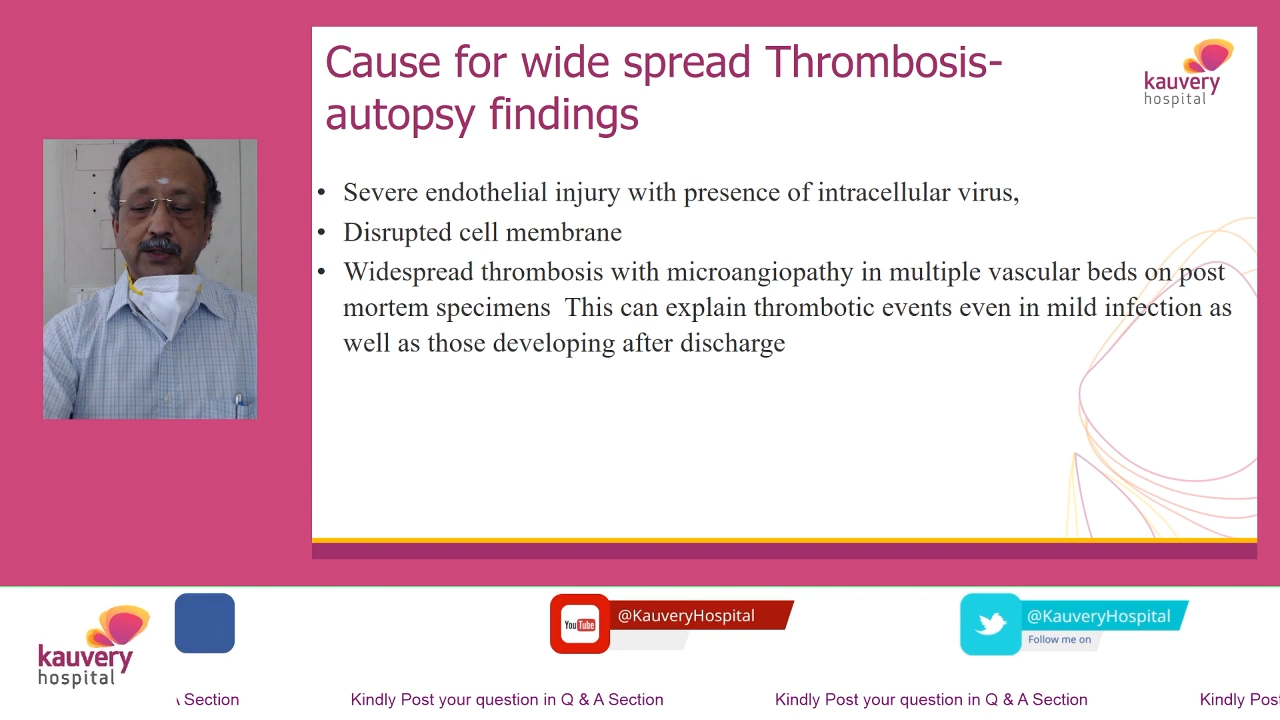 Cause for wide spread Thrombosis-
autopsy findings
kauvery
hospital
• Severe endothelial injury with presence of intracellular virus,
• Disrupted cell membrane
• Widespread thrombosis with microangiopathy in multiple vascular beds on post
mortem specimens  This can explain thrombotic events even in mild infection as
well as those developing after discharge
kauvery
hospital
You Tube
@KauveryHospital
@KauveryHospital
Follow me on
Section Kindly Post your question in Q & A Section Kindly Post your question in Q & A Section Kindly